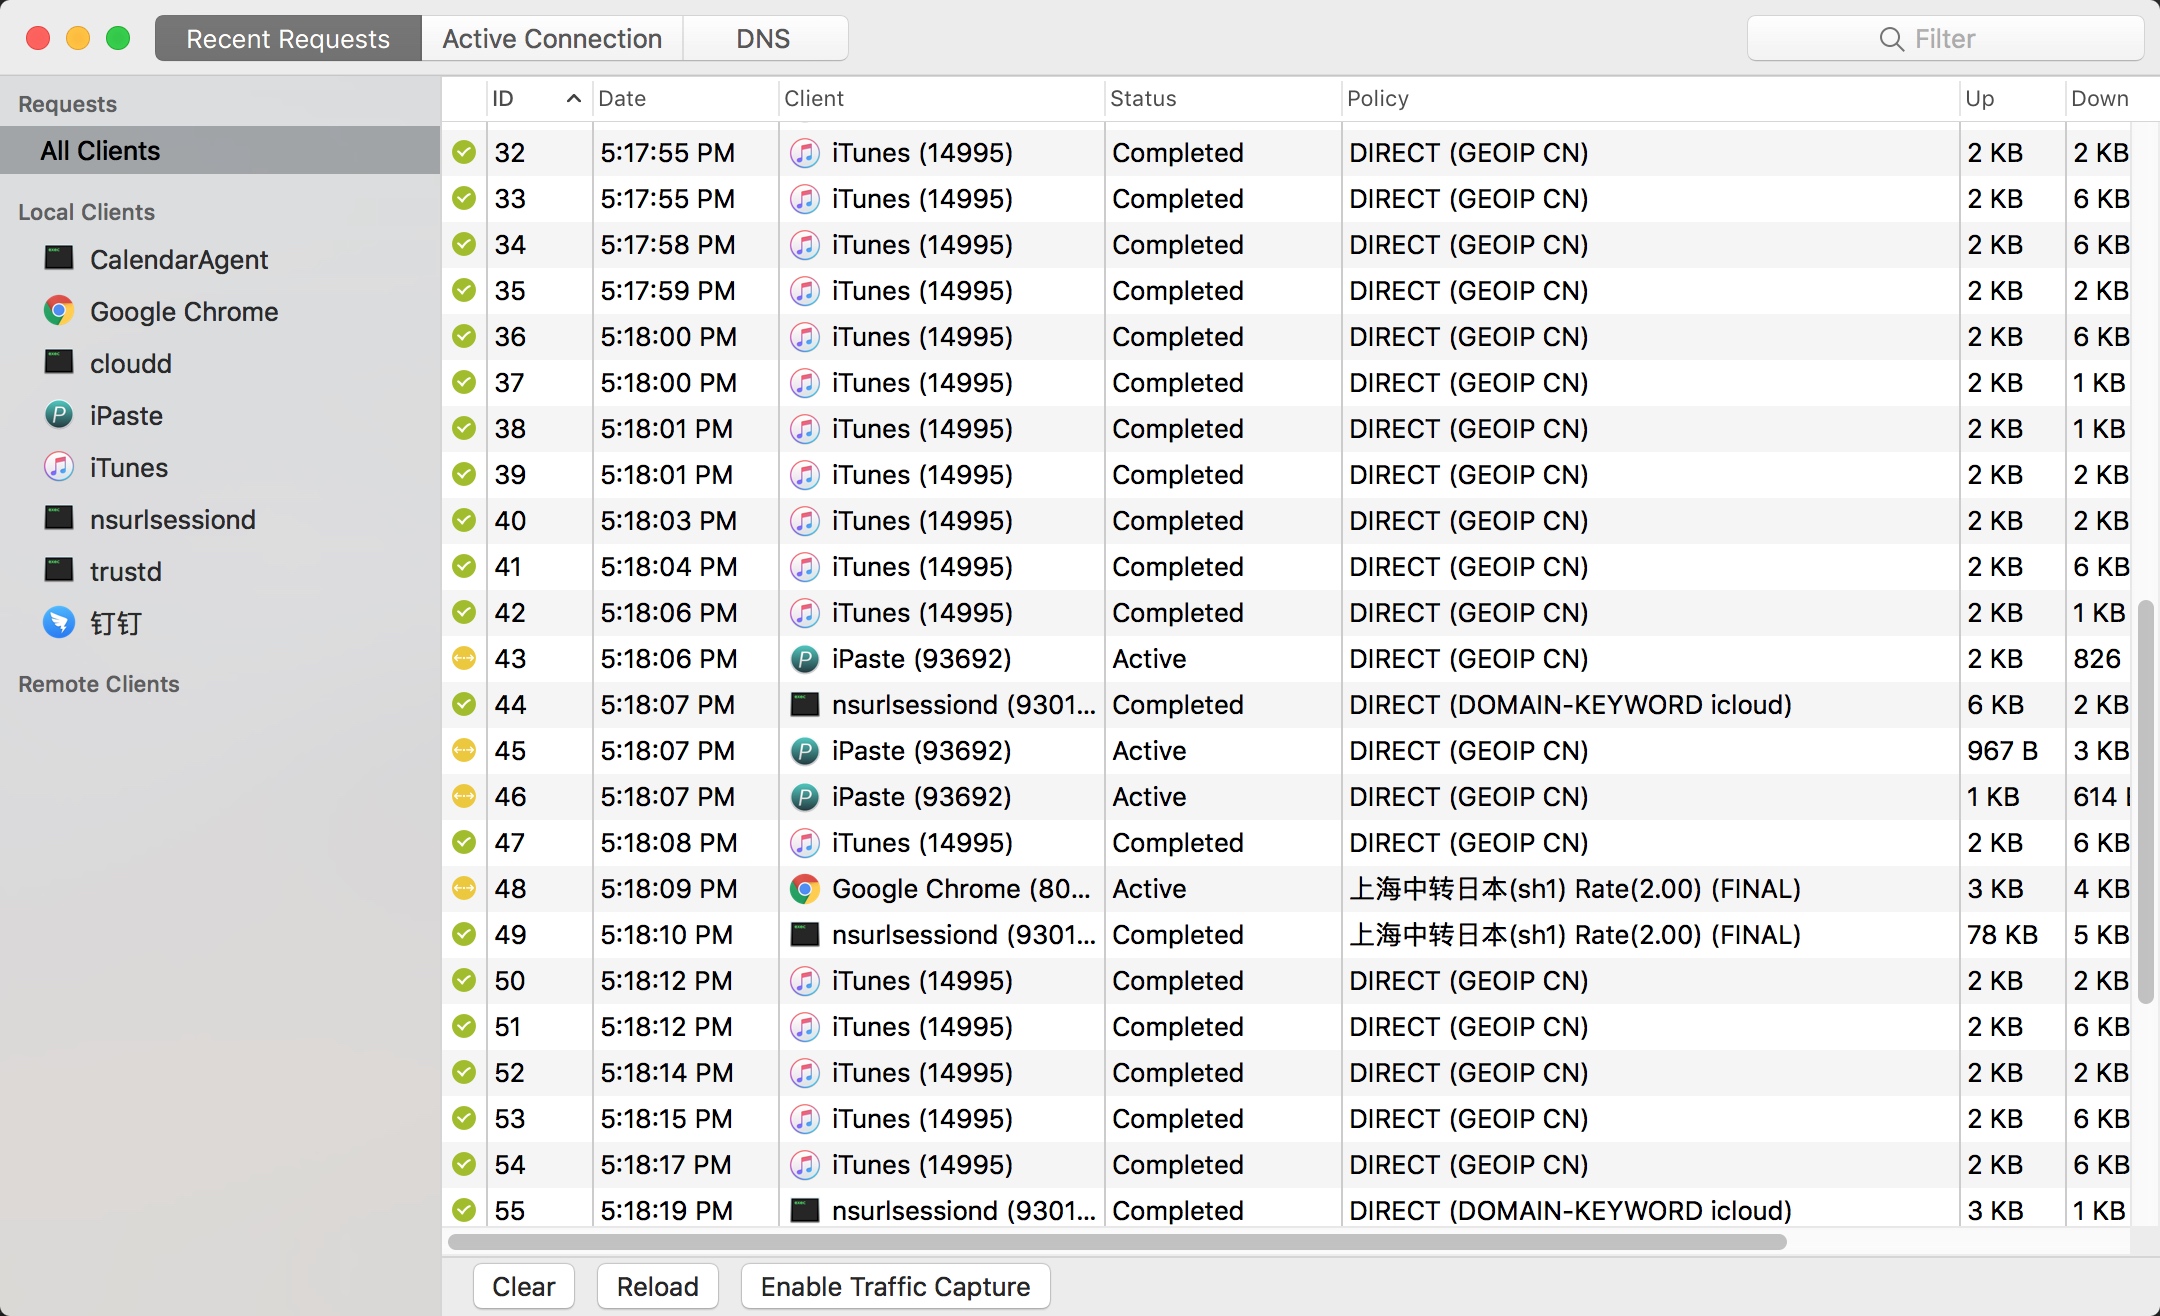 Recent Requests Active Connection DNS Filter
Requests
All Clients
Local Clients
CalendarAgent
Google Chrome
cloudd
iPaste
iTunes
nsurlsessiond
trustd
钉钉
Remote Clients
ID Date Client Status Policy Up Down
32 5:17:55 PM iTunes (14995) Completed DIRECT (GEOIP CN) 2 KB 2 KB
33 5:17:55 PM iTunes (14995) Completed DIRECT (GEOIP CN) 2 KB 6 KB
34 5:17:58 PM iTunes (14995) Completed DIRECT (GEOIP CN) 2 KB 6 KB
35 5:17:59 PM iTunes (14995) Completed DIRECT (GEOIP CN) 2 KB 2 KB
36 5:18:00 PM iTunes (14995) Completed DIRECT (GEOIP CN) 2 KB 6 KB
37 5:18:00 PM iTunes (14995) Completed DIRECT (GEOIP CN) 2 KB 1 KB
38 5:18:01 PM iTunes (14995) Completed DIRECT (GEOIP CN) 2 KB 1 KB
39 5:18:01 PM iTunes (14995) Completed DIRECT (GEOIP CN) 2 KB 2 KB
40 5:18:03 PM iTunes (14995) Completed DIRECT (GEOIP CN) 2 KB 2 KB
41 5:18:04 PM iTunes (14995) Completed DIRECT (GEOIP CN) 2 KB 6 KB
42 5:18:06 PM iTunes (14995) Completed DIRECT (GEOIP CN) 2 KB 1 KB
43 5:18:06 PM iPaste (93692) Active DIRECT (GEOIP CN) 2 KB 826
44 5:18:07 PM nsurlsessiond (9301... Completed DIRECT (DOMAIN-KEYWORD icloud) 6 KB 2 KB
45 5:18:07 PM iPaste (93692) Active DIRECT (GEOIP CN) 967 B 3 KB
46 5:18:07 PM iPaste (93692) Active DIRECT (GEOIP CN) 1 KB 614
47 5:18:08 PM iTunes (14995) Completed DIRECT (GEOIP CN) 2 KB 6 KB
48 5:18:09 PM Google Chrome (80... Active 上海中转日本(sh1) Rate(2.00) (FINAL) 3 KB 4 KB
49 5:18:10 PM nsurlsessiond (9301... Completed 上海中转日本(sh1) Rate(2.00) (FINAL) 78 KB 5 KB
50 5:18:12 PM iTunes (14995) Completed DIRECT (GEOIP CN) 2 KB 2 KB
51 5:18:12 PM iTunes (14995) Completed DIRECT (GEOIP CN) 2 KB 6 KB
52 5:18:14 PM iTunes (14995) Completed DIRECT (GEOIP CN) 2 KB 2 KB
53 5:18:15 PM iTunes (14995) Completed DIRECT (GEOIP CN) 2 KB 6 KB
54 5:18:17 PM iTunes (14995) Completed DIRECT (GEOIP CN) 2 KB 6 KB
55 5:18:19 PM nsurlsessiond (9301... Completed DIRECT (DOMAIN-KEYWORD icloud) 3 KB 1 KB
Clear Reload Enable Traffic Capture